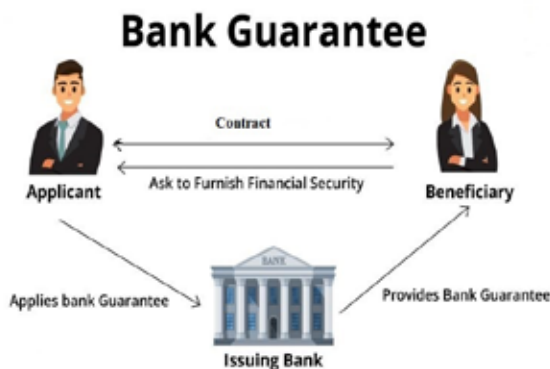 Bank Guarantee
Contract
Ask to Furnish Financial Security
Applicant
Beneficiary
BANK
Applies bank Guarantee
Provides Bank Guarantee
Issuing Bank